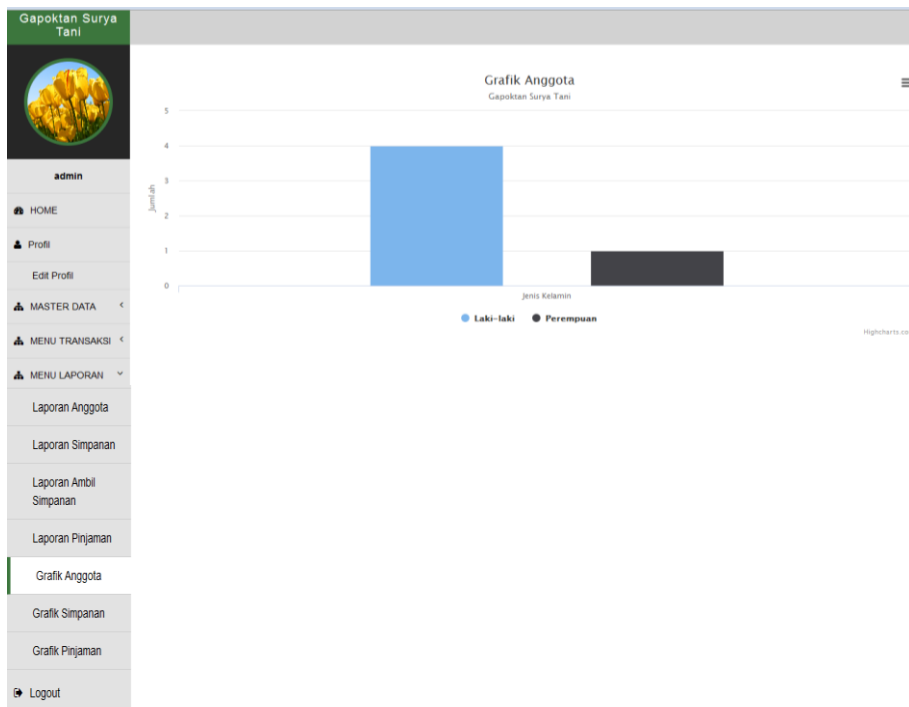 Gapoktan Surya
Tani
admin
HOME
Profil
Edit Profil
MASTER DATA
MENU TRANSAKSI
MENU LAPORAN
Laporan Anggota
Laporan Simpanan
Laporan Ambil
Simpanan
Laporan Pinjaman
Grafik Anggota
Grafik Simpanan
Grafik Pinjaman
Logout
Grafik Anggota
Gapoktan Surya Tani
Jumlah
5
4
3
2
1
0
Jenis Kelamin
Laki-laki Perempuan
Highcharts.co